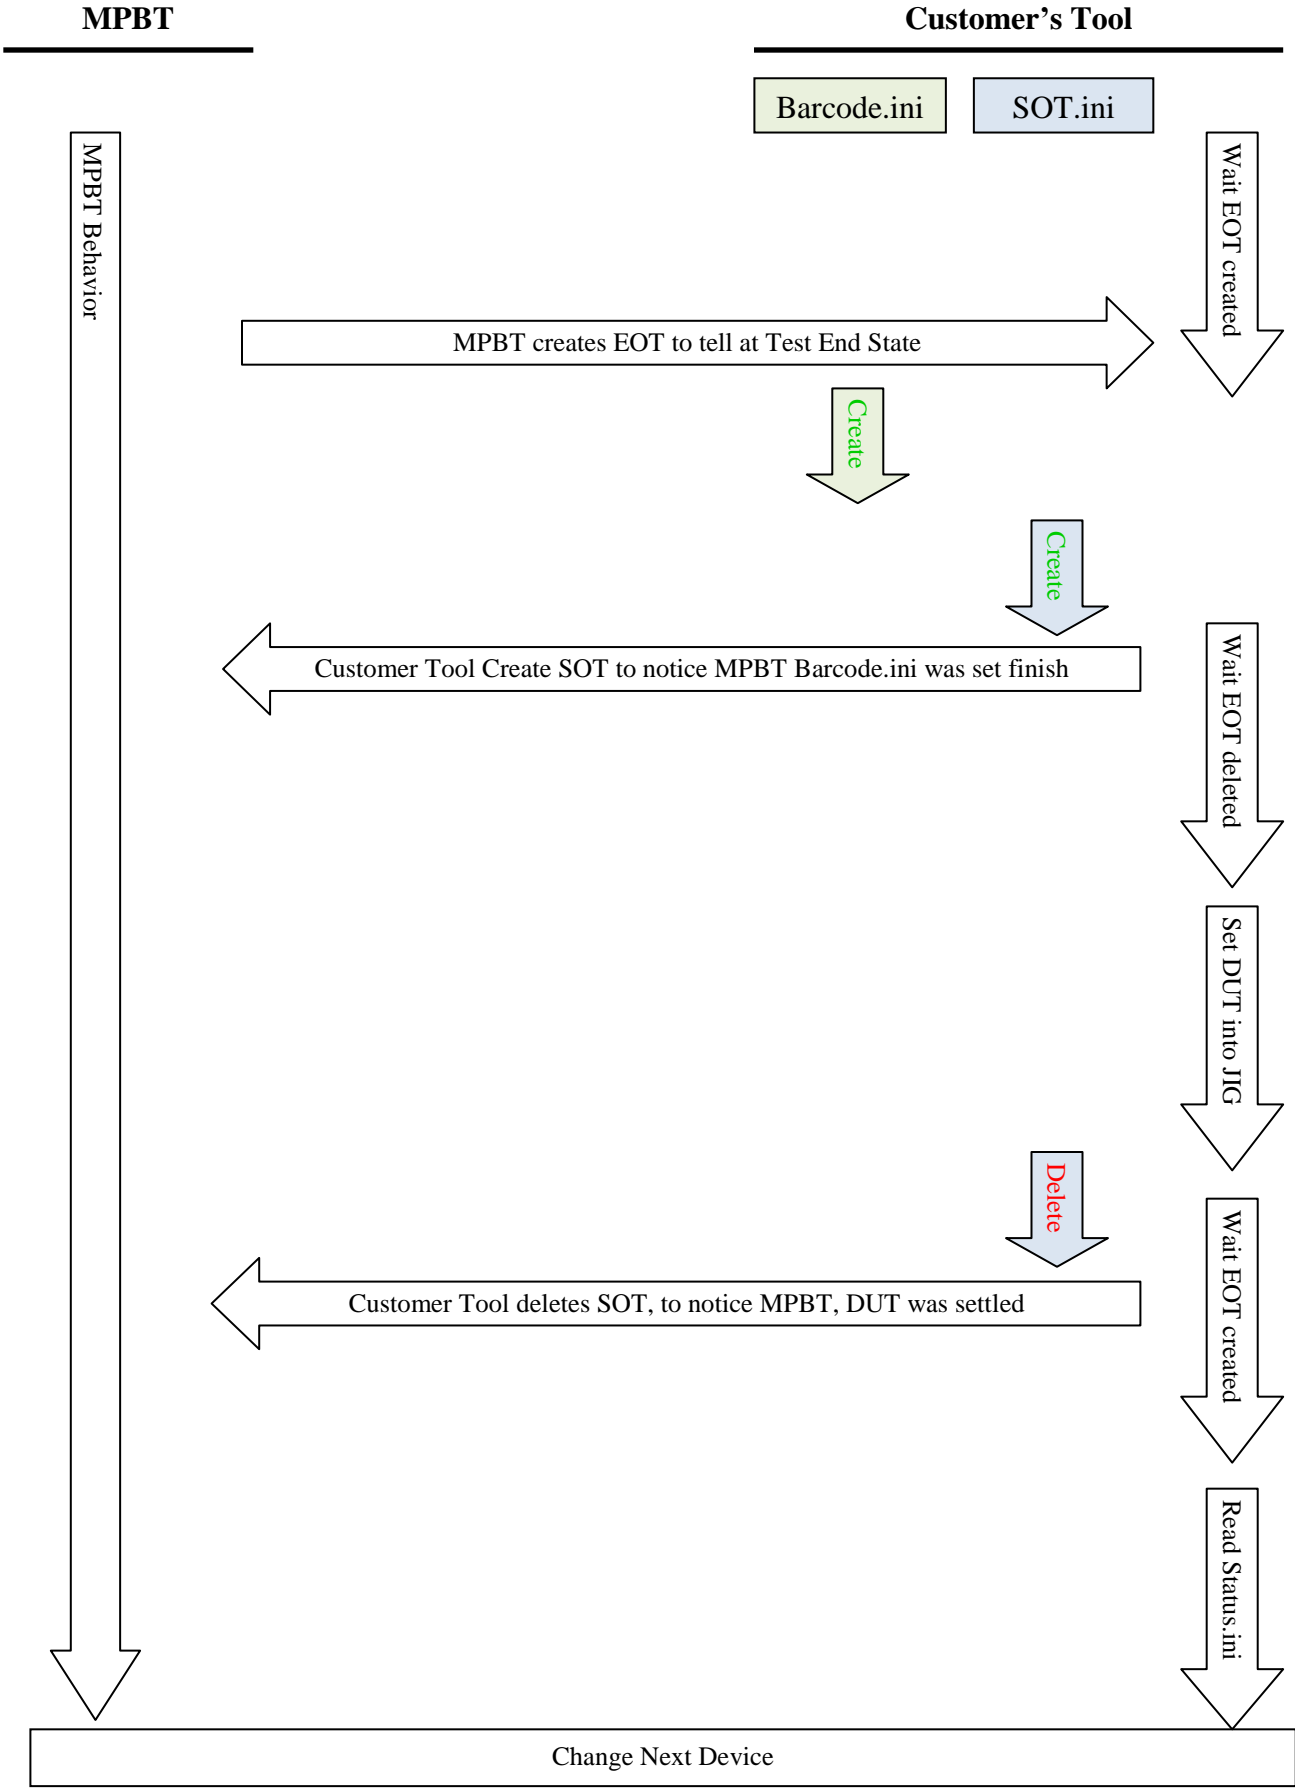 MPBT
Customer’s Tool
Barcode.ini
SOT.ini
MPBT Behavior
Wait EOT created
MPBT creates EOT to tell at Test End State
Create
Create
Customer Tool Create SOT to notice MPBT Barcode.ini was set finish
Wait EOT deleted
Set DUT into JIG
Delete
Wait EOT created
Customer Tool deletes SOT, to notice MPBT, DUT was settled
Read Status.ini
Change Next Device